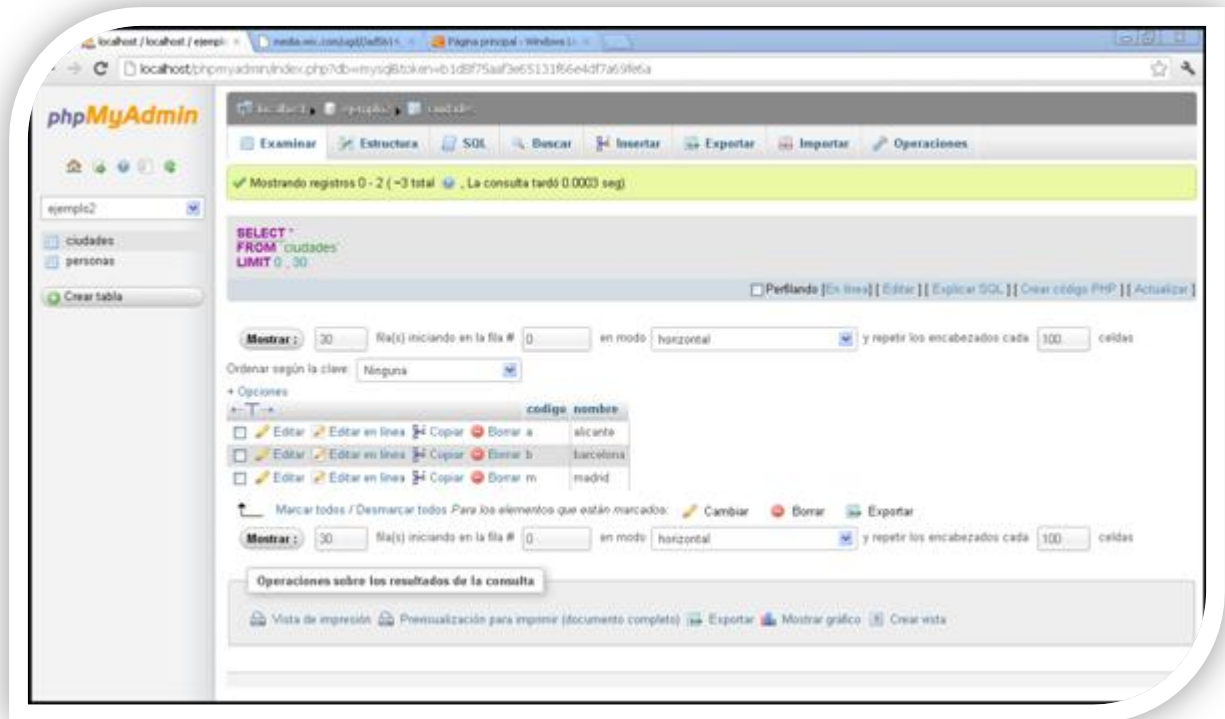 localhost / localhost / ejempl
Página principal - Windows Li
localhost/phpmyadmin/index.php?db=mysql&token=
phpMyAdmin
localhost ejemplo2 ciudades
Examinar Estructura SQL Buscar Insertar Exportar Importar Operaciones
Mostrando registros 0 - 2 ( ~3 total , La consulta tardó 0.0003 seg)
ejemplo2
ciudades
personas
Crear tabla
SELECT *
FROM `ciudades`
LIMIT 0 , 30
Perfilando [En línea] [ Editar ] [ Explicar SQL ] [ Crear código PHP ] [ Actualizar ]
Mostrar : 30 fila(s) iniciando en la fila # 0 en modo horizontal y repetir los encabezados cada 100 celdas
Ordenar según la clave: Ninguna
+ Opciones
←T→ codigo nombre
Editar Editar en línea Copiar Borrar a alicante
Editar Editar en línea Copiar Borrar b barcelona
Editar Editar en línea Copiar Borrar m madrid
Marcar todos / Desmarcar todos Para los elementos que están marcados: Cambiar Borrar Exportar
Mostrar : 30 fila(s) iniciando en la fila # 0 en modo horizontal y repetir los encabezados cada 100 celdas
Operaciones sobre los resultados de la consulta
Vista de impresión Previsualización para imprimir (documento completo) Exportar Mostrar gráfico Crear vista